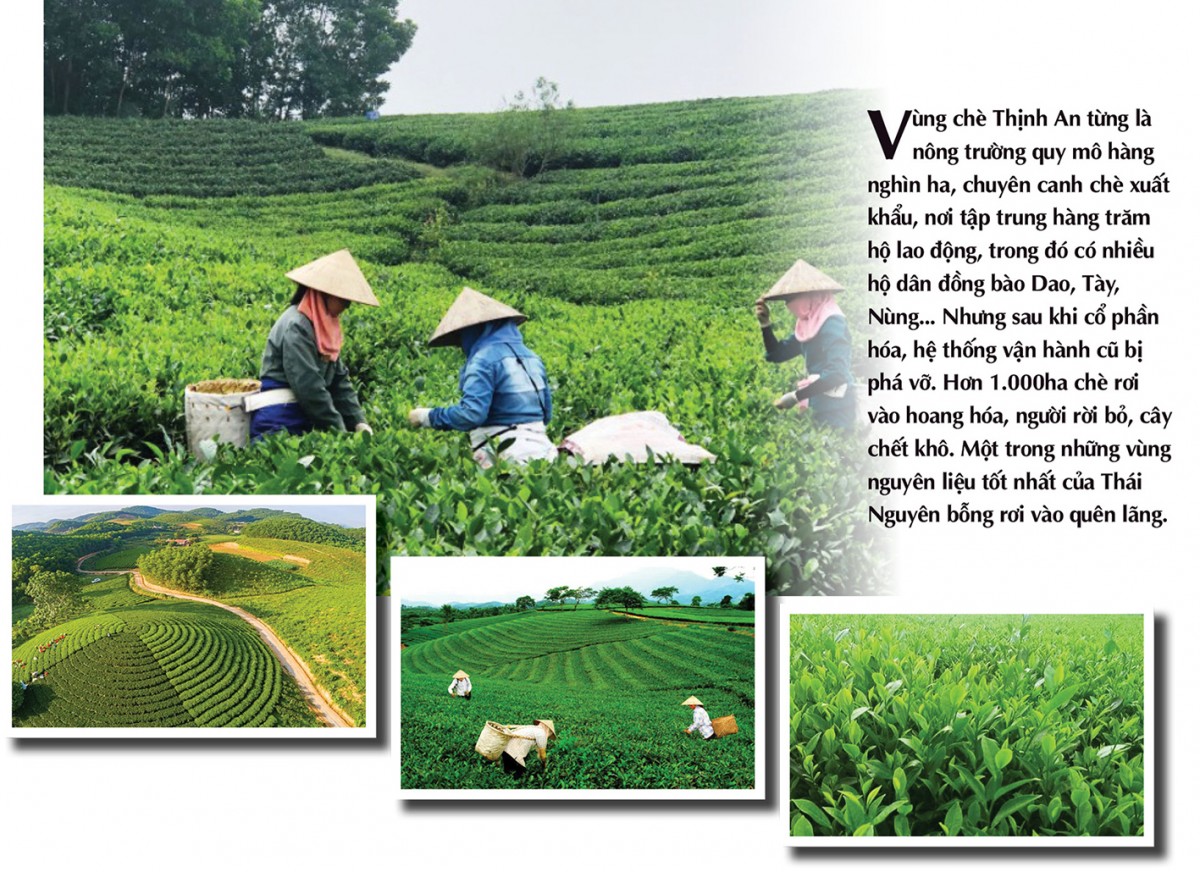 Vùng chè Thịnh An từng là
nông trường quy mô hàng
nghìn ha, chuyên canh chè xuất
khẩu, nơi tập trung hàng trăm
hộ lao động, trong đó có nhiều
hộ dân đồng bào Dao, Tày,
Nùng... Nhưng sau khi cổ phần
hóa, hệ thống vận hành cũ bị
phá vỡ. Hơn 1.000ha chè rơi
vào hoang hóa, người rời bỏ, cây
chết khô. Một trong những vùng
nguyên liệu tốt nhất của Thái
Nguyên bỗng rơi vào quên lãng.